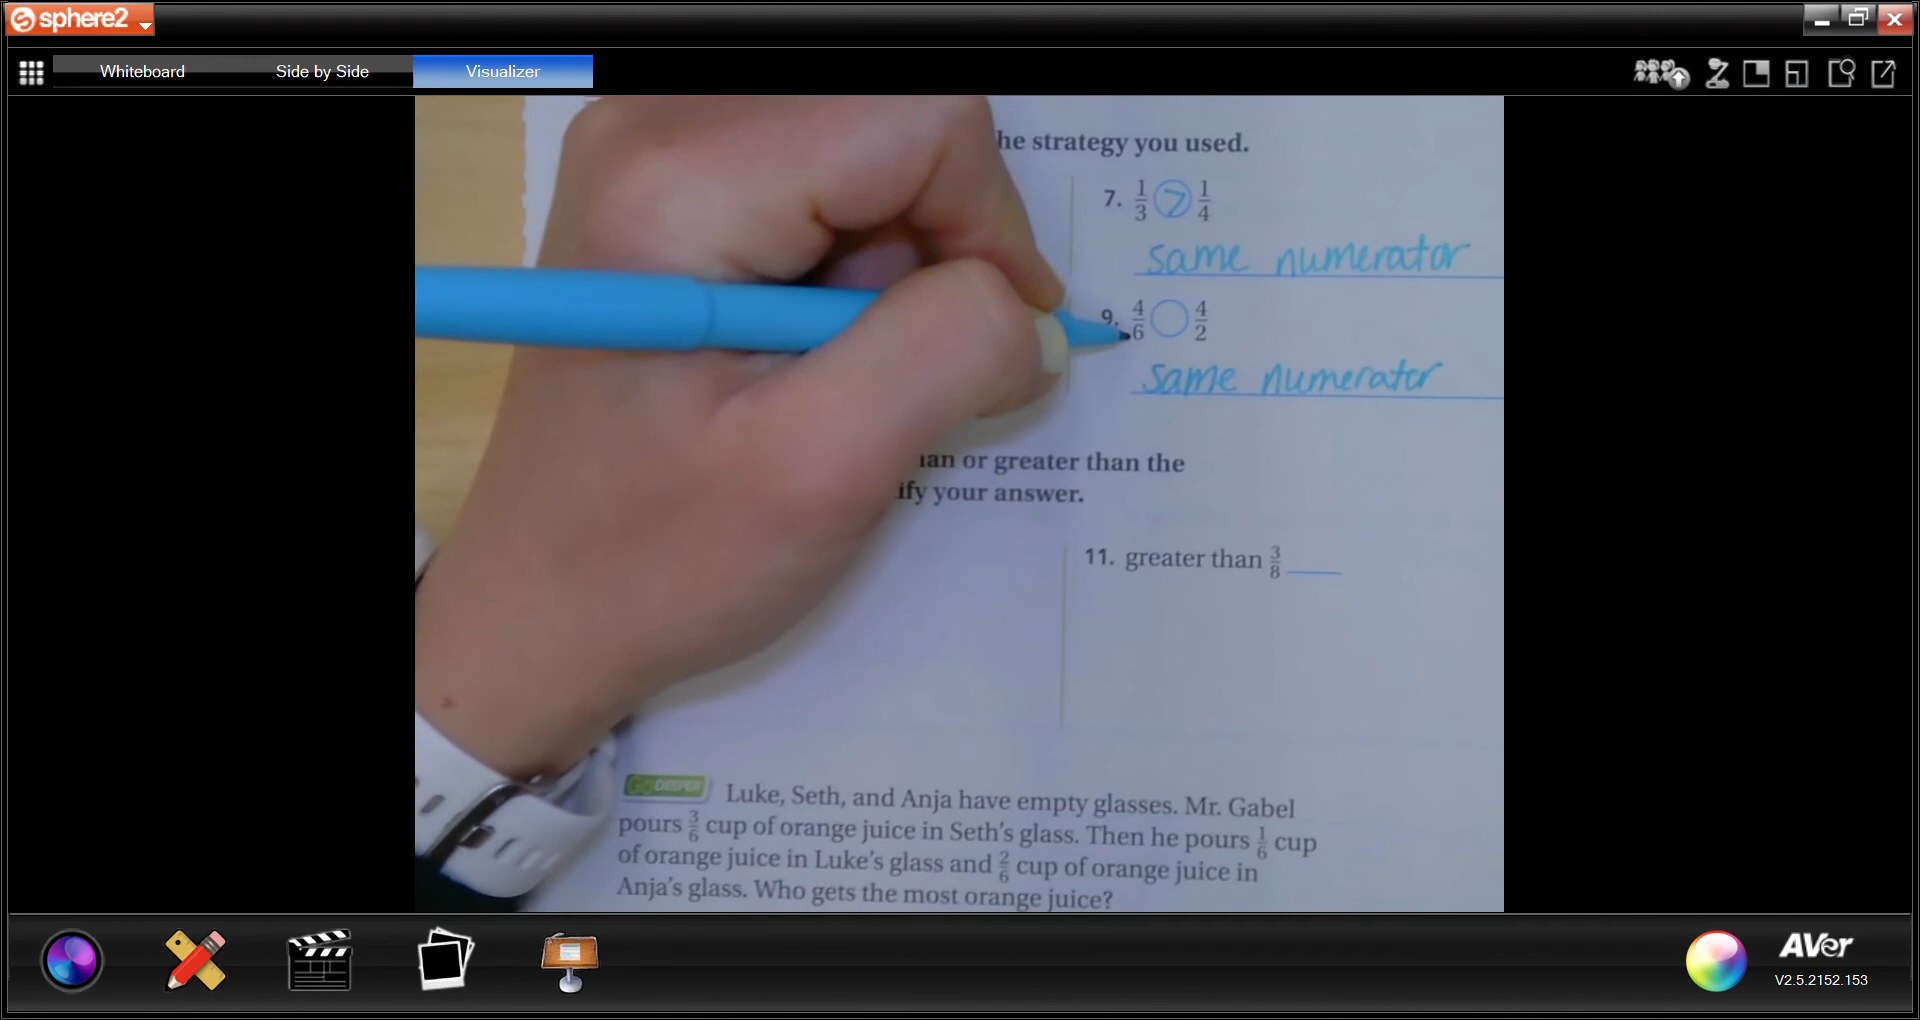 sphere2
Whiteboard Side by Side Visualizer
he strategy you used.
7. 1/3 > 1/4
same numerator
9. 4/6 ○ 4/2
same numerator
an or greater than the
ify your answer.
11. greater than 3/8 ____
GO DEEPER Luke, Seth, and Anja have empty glasses. Mr. Gabel
pours 3/6 cup of orange juice in Seth's glass. Then he pours 1/6 cup
of orange juice in Luke's glass and 2/6 cup of orange juice in
Anja's glass. Who gets the most orange juice?
AVer
V2.5.2152.153